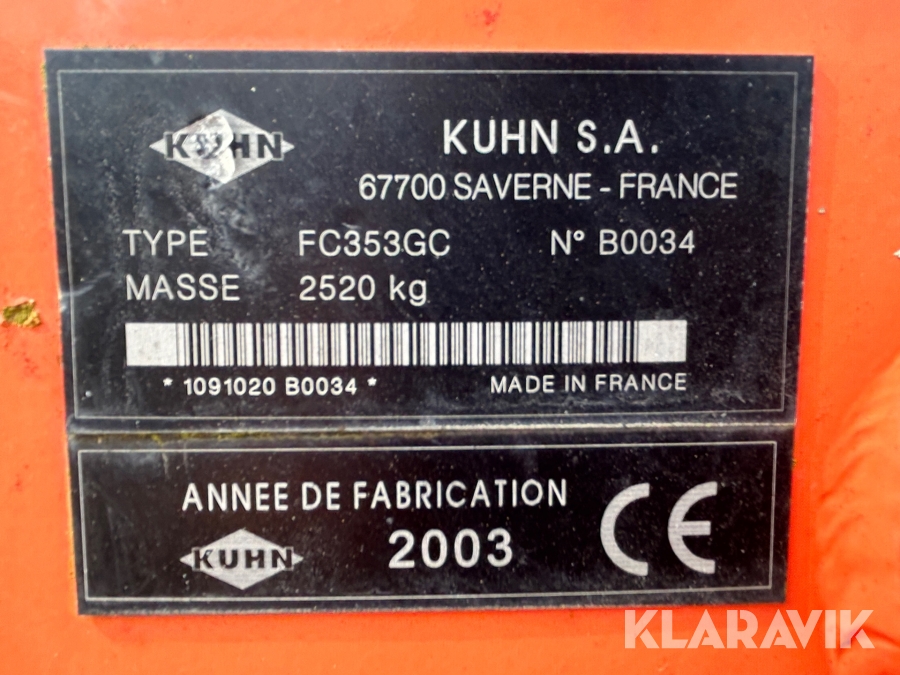 KUHN
KUHN S.A.
67700 SAVERNE - FRANCE
TYPE FC353GC N° B0034
MASSE 2520 kg
* 1091020 B0034 * MADE IN FRANCE
ANNEE DE FABRICATION
KUHN 2003 CE
KLARAVIK